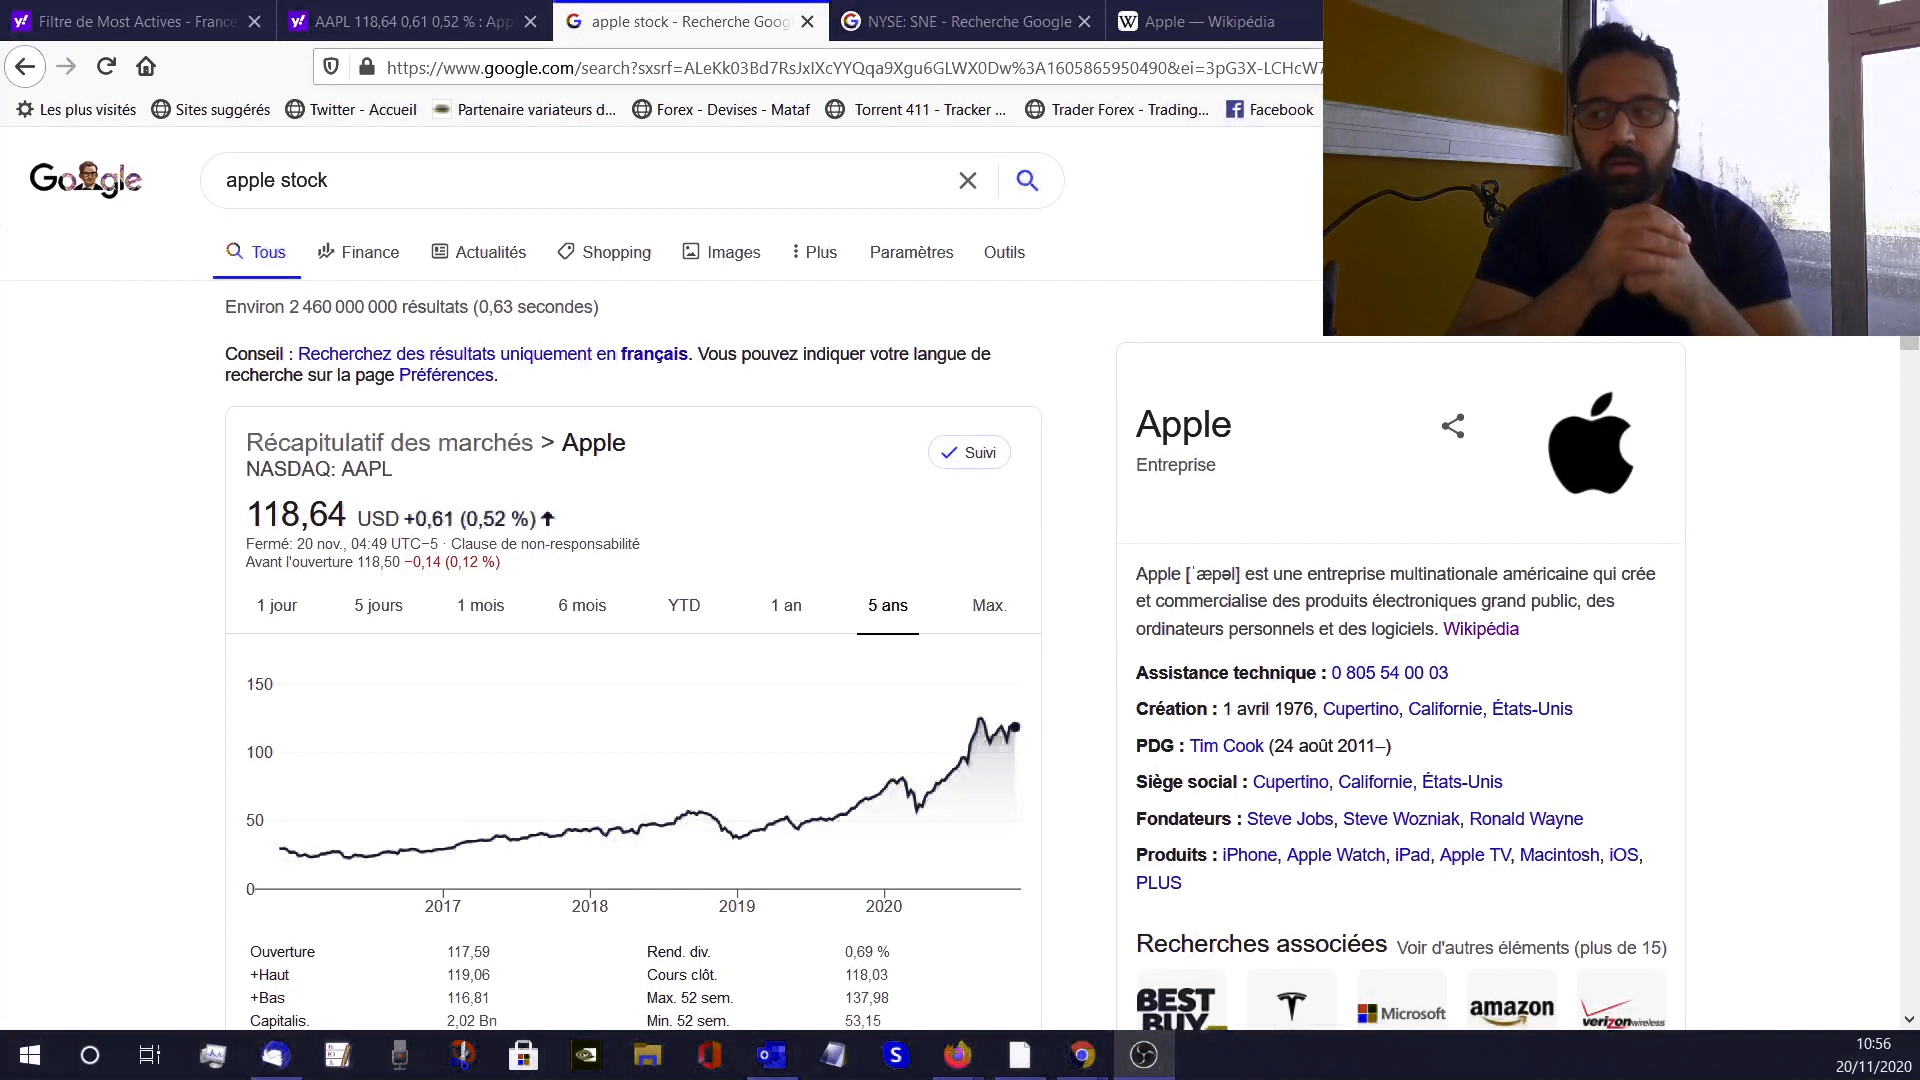 Filtre de Most Actives - France
AAPL 118,64 0,61 0,52 % : App
apple stock - Recherche Goog
NYSE: SNE - Recherche Google
Apple — Wikipédia
https://www.google.com/search?sxsrf=ALeKk03Bd7RsJxlXcYYQqa9Xgu6GLWX0Dw%3A1605865950490&ei=3pG3X-LCHcW7
Les plus visités
Sites suggérés
Twitter - Accueil
Partenaire variateurs d...
Forex - Devises - Mataf
Torrent 411 - Tracker ...
Trader Forex - Trading...
Facebook
Google
apple stock
Tous
Finance
Actualités
Shopping
Images
Plus
Paramètres
Outils
Environ 2 460 000 000 résultats (0,63 secondes)
Conseil : Recherchez des résultats uniquement en français. Vous pouvez indiquer votre langue de
recherche sur la page Préférences.
Récapitulatif des marchés > Apple
NASDAQ: AAPL
Suivi
118,64 USD +0,61 (0,52 %)
Fermé: 20 nov., 04:49 UTC−5 · Clause de non-responsabilité
Avant l'ouverture 118,50 −0,14 (0,12 %)
1 jour
5 jours
1 mois
6 mois
YTD
1 an
5 ans
Max.
150
100
50
0
2017
2018
2019
2020
Ouverture 117,59 Rend. div. 0,69 %
+Haut 119,06 Cours clôt. 118,03
+Bas 116,81 Max. 52 sem. 137,98
Capitalis. 2,02 Bn Min. 52 sem. 53,15
Apple
Entreprise
Apple [ˈæpəl] est une entreprise multinationale américaine qui crée
et commercialise des produits électroniques grand public, des
ordinateurs personnels et des logiciels. Wikipédia
Assistance technique : 0 805 54 00 03
Création : 1 avril 1976, Cupertino, Californie, États-Unis
PDG : Tim Cook (24 août 2011–)
Siège social : Cupertino, Californie, États-Unis
Fondateurs : Steve Jobs, Steve Wozniak, Ronald Wayne
Produits : iPhone, Apple Watch, iPad, Apple TV, Macintosh, iOS,
PLUS
Recherches associées
Voir d'autres éléments (plus de 15)
BEST
BUY
Microsoft
amazon
verizon wireless
10:56
20/11/2020